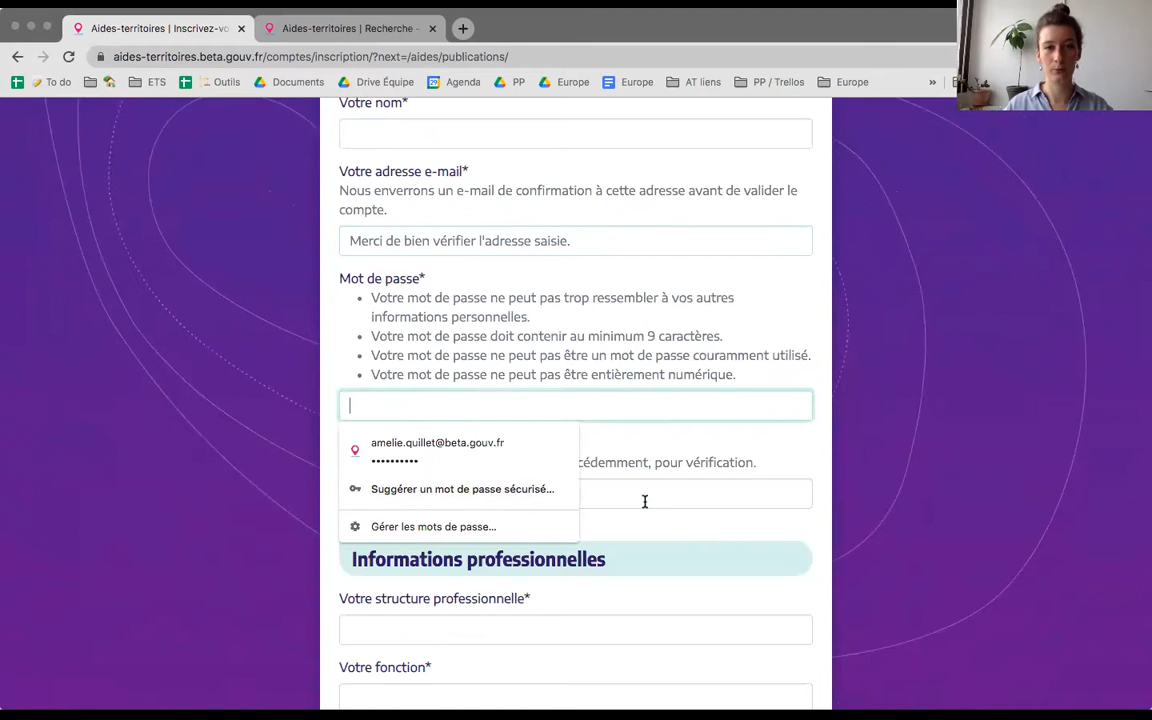 Aides-territoires | Inscrivez-vo
Aides-territoires | Recherche -
aides-territoires.beta.gouv.fr/comptes/inscription/?next=/aides/publications/
To do
ETS
Outils
Documents
Drive Équipe
Agenda
PP
Europe
Europe
AT liens
PP / Trellos
Europe
Votre nom*
Votre adresse e-mail*
Nous enverrons un e-mail de confirmation à cette adresse avant de valider le
compte.
Merci de bien vérifier l'adresse saisie.
Mot de passe*
• Votre mot de passe ne peut pas trop ressembler à vos autres
informations personnelles.
• Votre mot de passe doit contenir au minimum 9 caractères.
• Votre mot de passe ne peut pas être un mot de passe couramment utilisé.
• Votre mot de passe ne peut pas être entièrement numérique.
amelie.quillet@beta.gouv.fr
••••••••••
cédemment, pour vérification.
Suggérer un mot de passe sécurisé...
Gérer les mots de passe...
Informations professionnelles
Votre structure professionnelle*
Votre fonction*